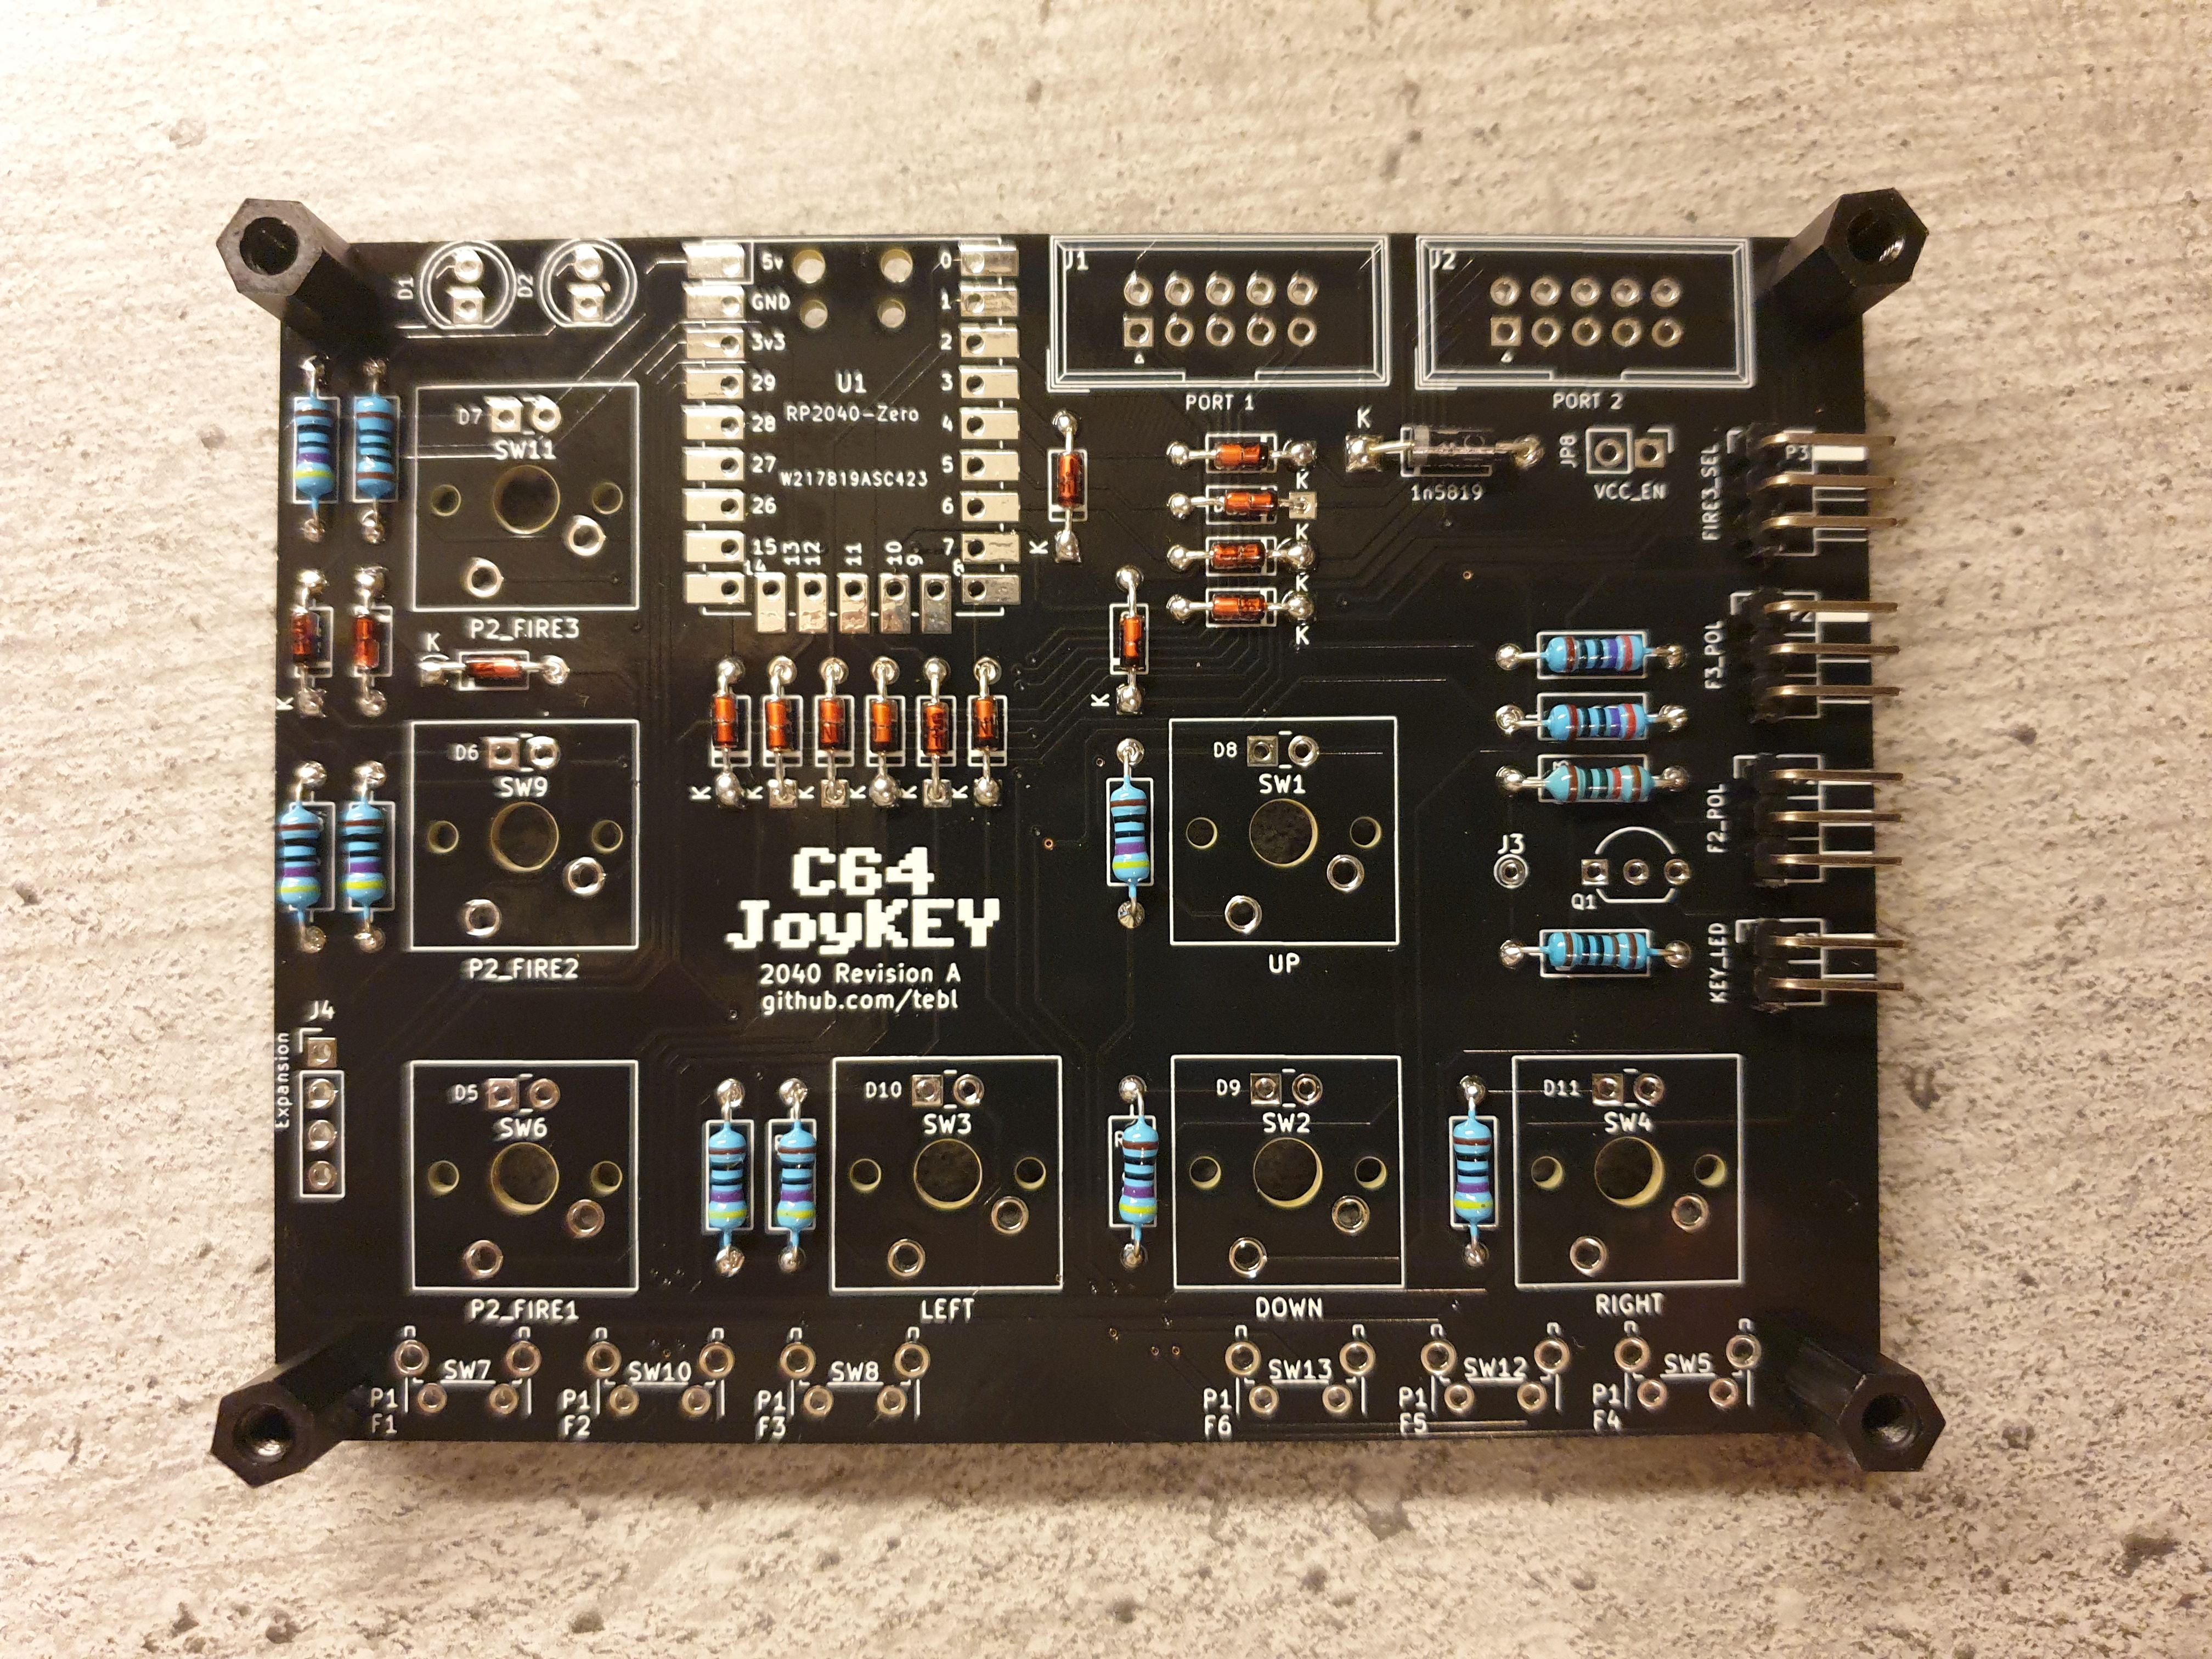 D1
D2
5v
GND
3v3
29
28
27
26
15
14
13
12
11
10
9
8
0
1
2
3
4
5
6
7
U1
RP2040-Zero
W217819ASC423
J1
PORT 1
J2
PORT 2
D7
SW11
P2_FIRE3
K
K
K
K
K
K
K
K
1n5819
JP8
VCC_EN
FIRE3_SEL
P3
F3_POL
F2_POL
KEY_LED
K
K
K
K
K
K
K
K
K
D6
SW9
P2_FIRE2
D8
SW1
UP
J3
Q1
C64
JoyKEY
2040 Revision A
github.com/tebl
J4
Expansion
D5
SW6
P2_FIRE1
D10
SW3
LEFT
D9
SW2
DOWN
D11
SW4
RIGHT
SW7
P1
F1
SW10
P1
F2
SW8
P1
F3
SW13
P1
F6
SW12
P1
F5
SW5
P1
F4